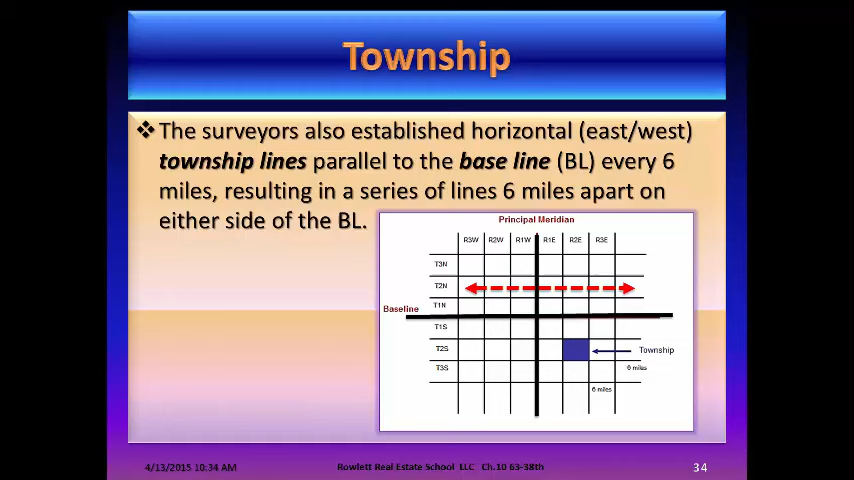 Township
❖The surveyors also established horizontal (east/west)
township lines parallel to the base line (BL) every 6
miles, resulting in a series of lines 6 miles apart on
either side of the BL.
Principal Meridian
R3W R2W R1W R1E R2E R3E
T3N
T2N
T1N
Baseline
T1S
T2S
Township
T3S
6 miles
6 miles
4/13/2015 10:34 AM Rowlett Real Estate School LLC Ch.10 63-38th 34